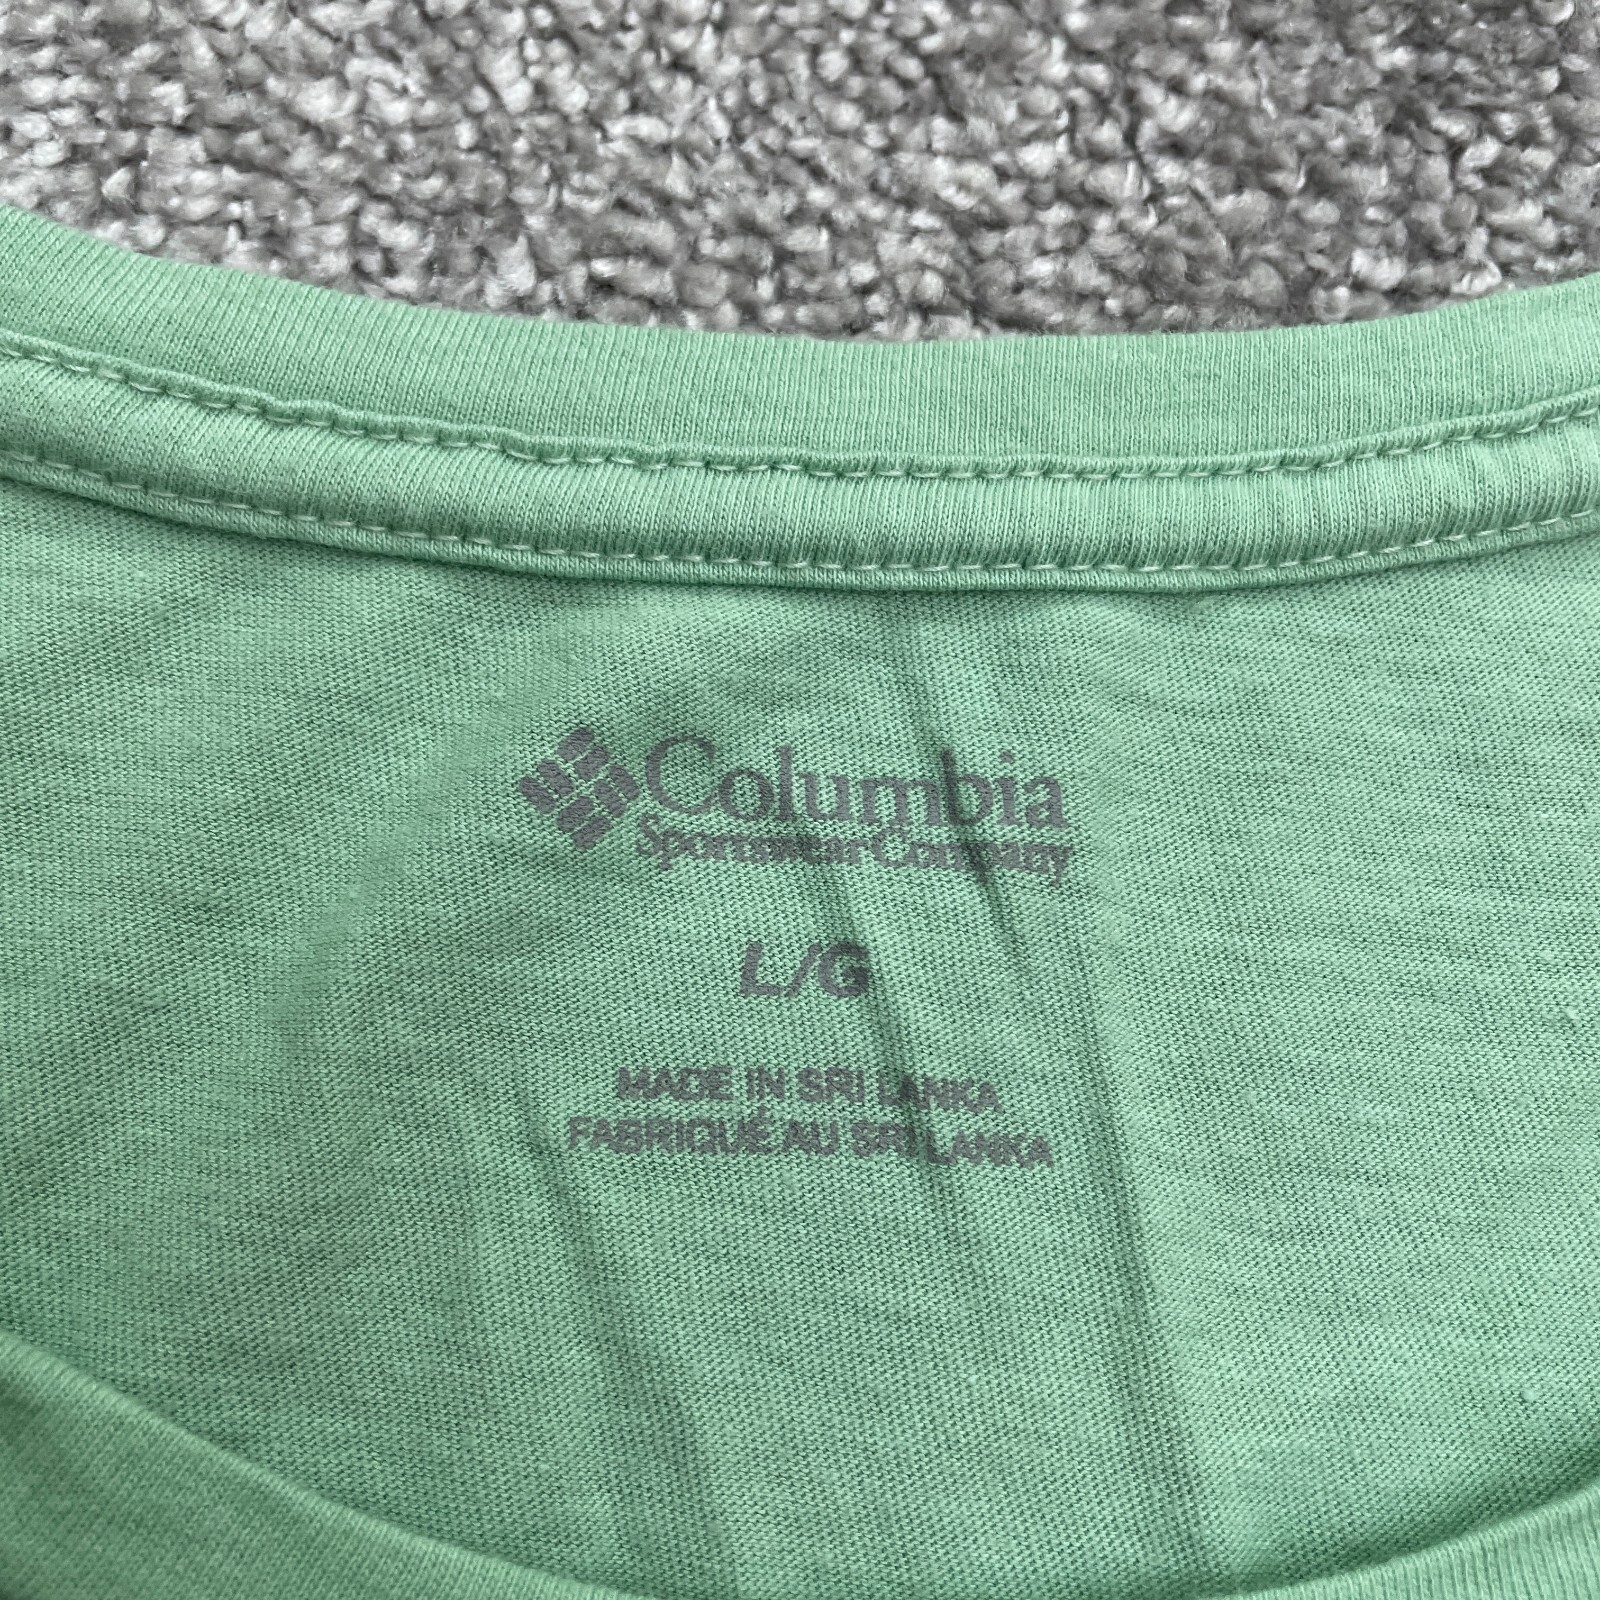 Columbia
Sportswear Company
L/G
MADE IN SRI LANKA
FABRIQUÉ AU SRI LANKA